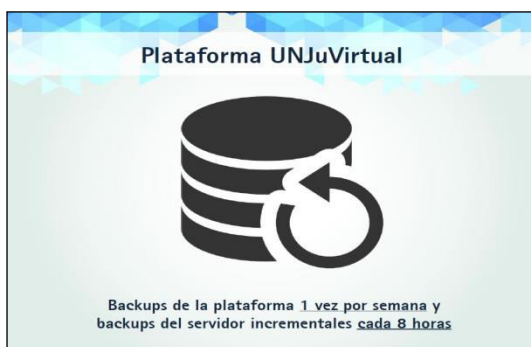 Plataforma UNJuVirtual
Backups de la plataforma 1 vez por semana y
backups del servidor incrementales cada 8 horas